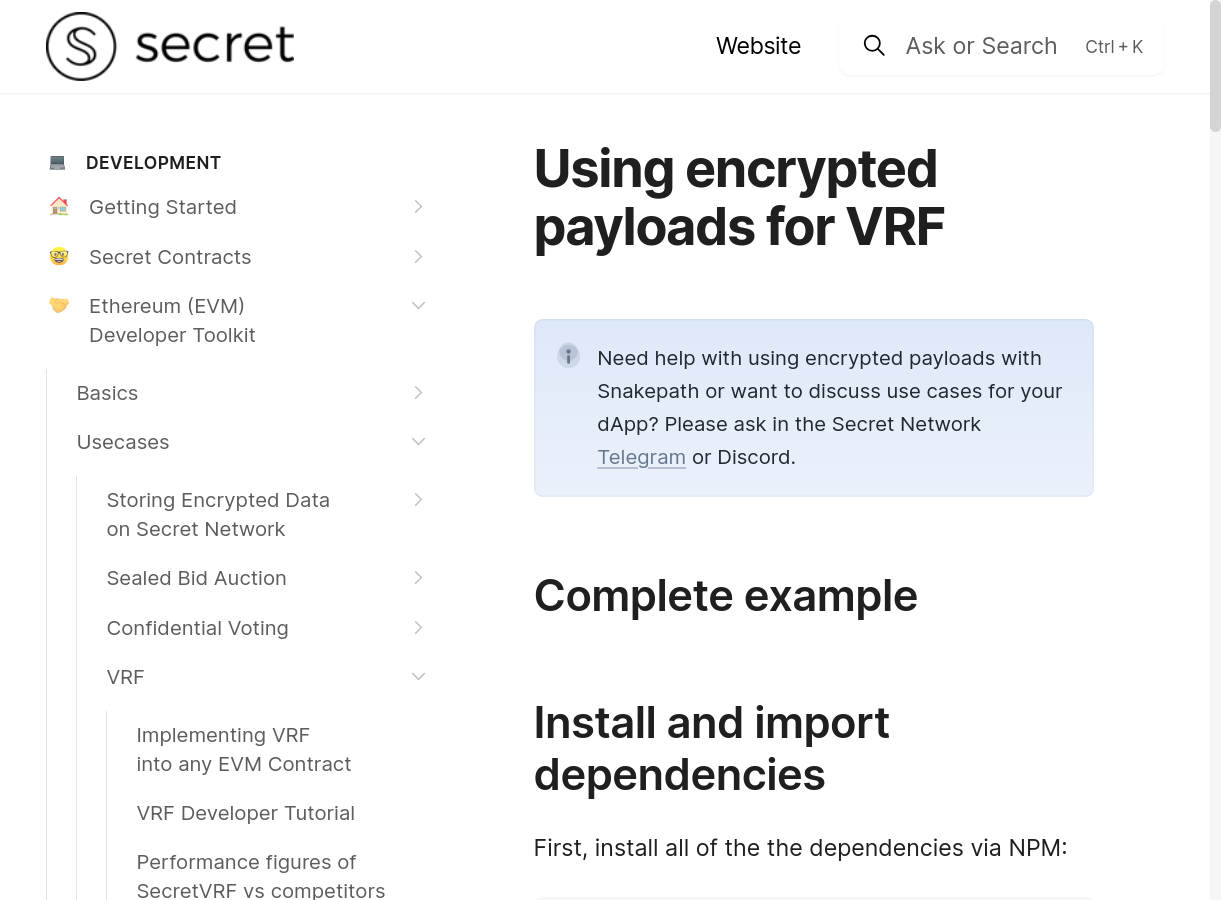 secret
Website
Ask or Search
Ctrl + K
DEVELOPMENT
Getting Started
Secret Contracts
Ethereum (EVM)
Developer Toolkit
Basics
Usecases
Storing Encrypted Data
on Secret Network
Sealed Bid Auction
Confidential Voting
VRF
Implementing VRF
into any EVM Contract
VRF Developer Tutorial
Performance figures of
SecretVRF vs competitors
Using encrypted
payloads for VRF
Need help with using encrypted payloads with
Snakepath or want to discuss use cases for your
dApp? Please ask in the Secret Network
Telegram or Discord.
Complete example
Install and import
dependencies
First, install all of the the dependencies via NPM: